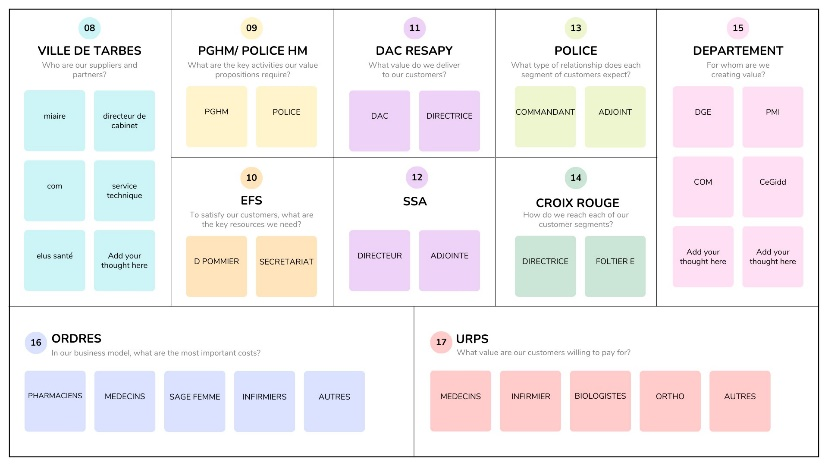 08
VILLE DE TARBES
Who are our suppliers and
partners?
miaire
directeur de
cabinet
com
service
technique
elus santé
Add your
thought here
09
PGHM/ POLICE HM
What are the key activities our value
propositions require?
PGHM
POLICE
10
EFS
To satisfy our customers, what are
the key resources we need?
D POMMIER
SECRETARIAT
11
DAC RESAPY
What value do we deliver
to our customers?
DAC
DIRECTRICE
12
SSA
DIRECTEUR
ADJOINTE
13
POLICE
What type of relationship does each
segment of customers expect?
COMMANDANT
ADJOINT
14
CROIX ROUGE
How do we reach each of our
customer segments?
DIRECTRICE
FOLTIER E
15
DEPARTEMENT
For whom are we
creating value?
DGE
PMI
COM
CeGidd
Add your
thought here
Add your
thought here
16
ORDRES
In our business model, what are the most important costs?
PHARMACIENS
MEDECINS
SAGE FEMME
INFIRMIERS
AUTRES
17
URPS
What value are our customers willing to pay for?
MEDECINS
INFIRMIER
BIOLOGISTES
ORTHO
AUTRES